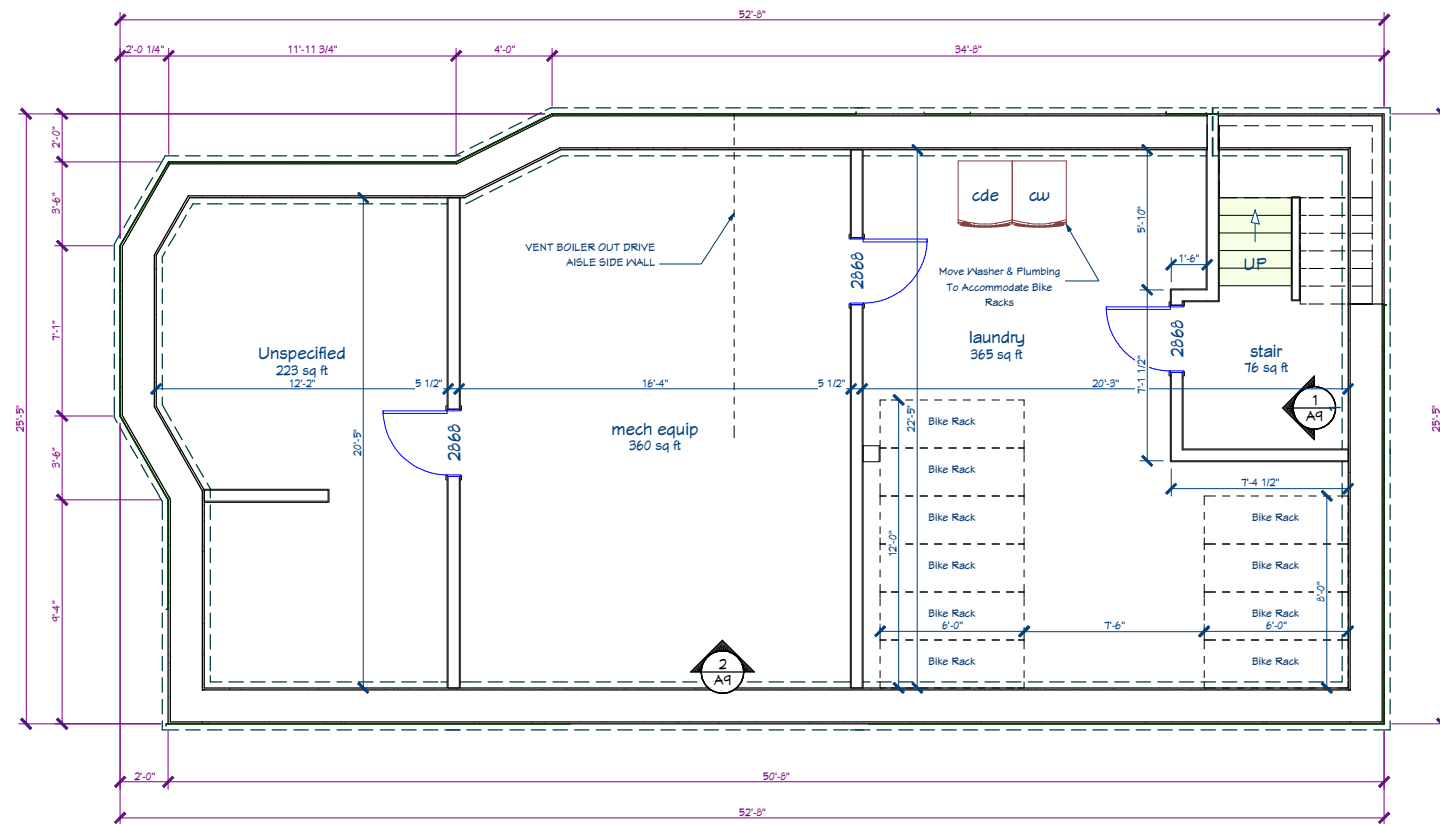 52'-8"
2'-0 1/4"
11'-11 3/4"
4'-0"
34'-8"
2'-0"
3'-6"
7'-1"
3'-6"
9'-4"
25'-5"
25'-5"
cde
cw
VENT BOILER OUT DRIVE
AISLE SIDE WALL
2868
Move Washer & Plumbing
To Accommodate Bike
Racks
5'-10"
1'-6"
UP
laundry
365 sq ft
2868
stair
76 sq ft
Unspecified
223 sq ft
12'-2"
5 1/2"
16'-4"
5 1/2"
20'-3"
7'-1 1/2"
1
A9
20'-5"
2868
mech equip
360 sq ft
22'-5"
Bike Rack
Bike Rack
7'-4 1/2"
Bike Rack
Bike Rack
12'-0"
Bike Rack
Bike Rack
8'-0"
Bike Rack
Bike Rack
6'-0"
7'-6"
6'-0"
Bike Rack
Bike Rack
2
A9
2'-0"
50'-8"
52'-8"